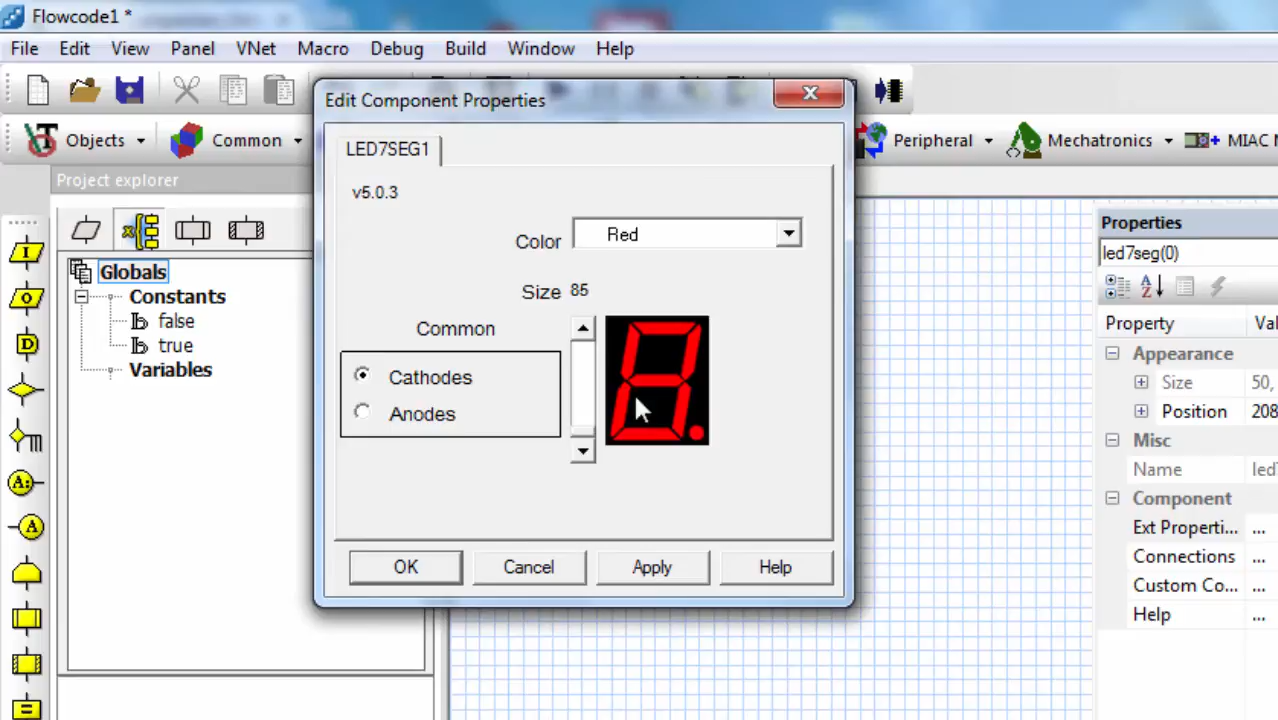 Flowcode1 *
File Edit View Panel VNet Macro Debug Build Window Help
Edit Component Properties
Objects Common Peripheral Mechatronics MIAC
LED7SEG1
Project explorer
v5.0.3
Properties
Color Red
led7seg(0)
Globals
Size 85
Constants
Common
Property
false
Appearance
true
Cathodes
Size 50,
Variables
Anodes
Position 208
Misc
Name led
Component
Ext Properti... ...
Connections ...
OK Cancel Apply Help
Custom Co... ...
Help ...